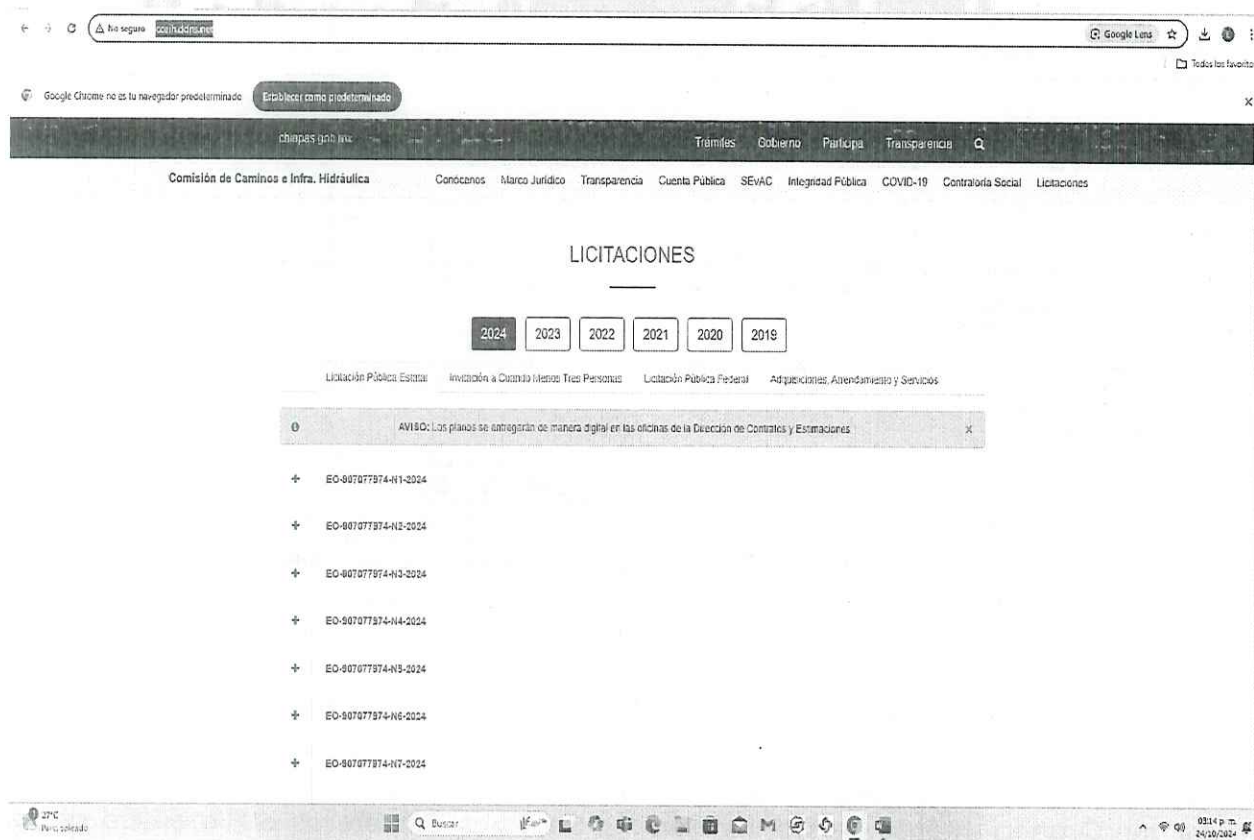 No seguro
Google Lens
Todos los favorito
Google Chrome no es tu navegador predeterminado Establecer como predeterminado
chiapas.gob.mx Trámites Gobierno Participa Transparencia
Comisión de Caminos e Infra. Hidráulica Conócenos Marco Jurídico Transparencia Cuenta Pública SEvAC Integridad Pública COVID-19 Contraloría Social Licitaciones
LICITACIONES
2024 2023 2022 2021 2020 2019
Licitación Pública Estatal Invitación a Cuando Menos Tres Personas Licitación Pública Federal Adquisiciones, Arrendamiento y Servicios
AVISO: Los planos se entregarán de manera digital en las oficinas de la Dirección de Contratos y Estimaciones
EO-907077974-N1-2024
EO-907077974-N2-2024
EO-907077974-N3-2024
EO-907077974-N4-2024
EO-907077974-N5-2024
EO-907077974-N6-2024
EO-907077974-N7-2024
27°C
Parc. soleado
Buscar
03:14 p. m.
24/10/2024